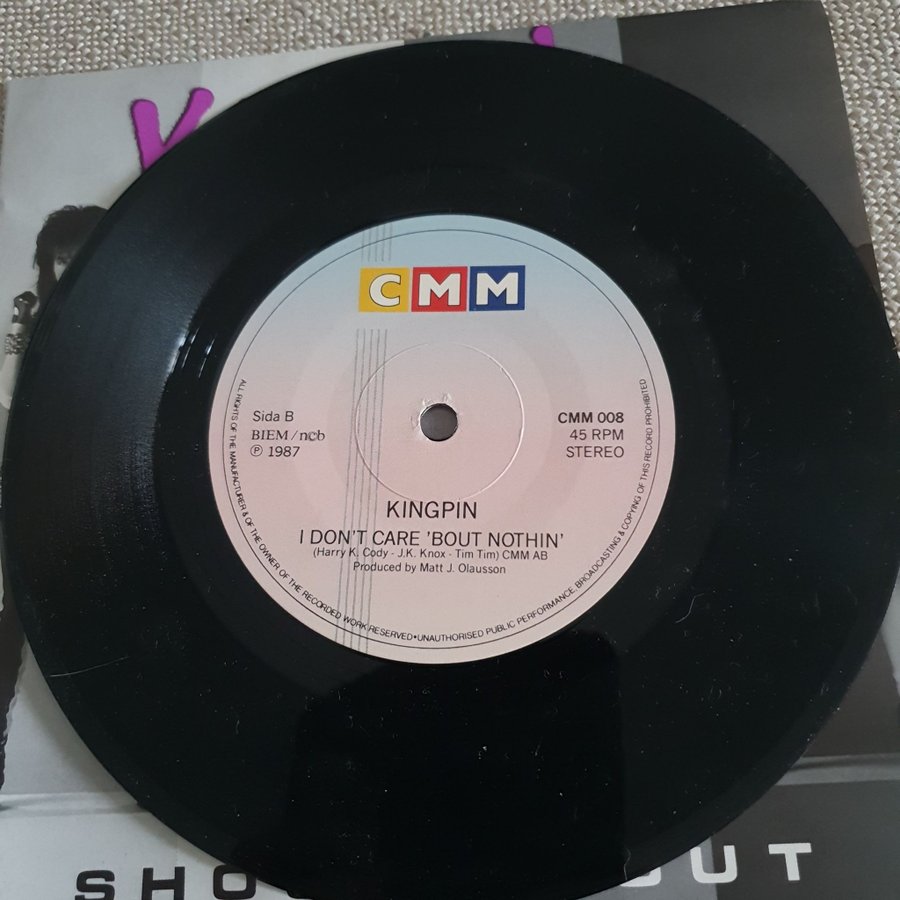 K
CMM
Sida B
BIEM/ncb
℗ 1987
CMM 008
45 RPM
STEREO
KINGPIN
I DON'T CARE 'BOUT NOTHIN'
(Harry K. Cody - J.K. Knox - Tim Tim) CMM AB
Produced by Matt J. Olausson
ALL RIGHTS OF THE MANUFACTURER & OF THE OWNER OF THE RECORDED WORK RESERVED•UNAUTHORISED PUBLIC PERFORMANCE, BROADCASTING & COPYING OF THIS RECORD PROHIBITED
SHO UT